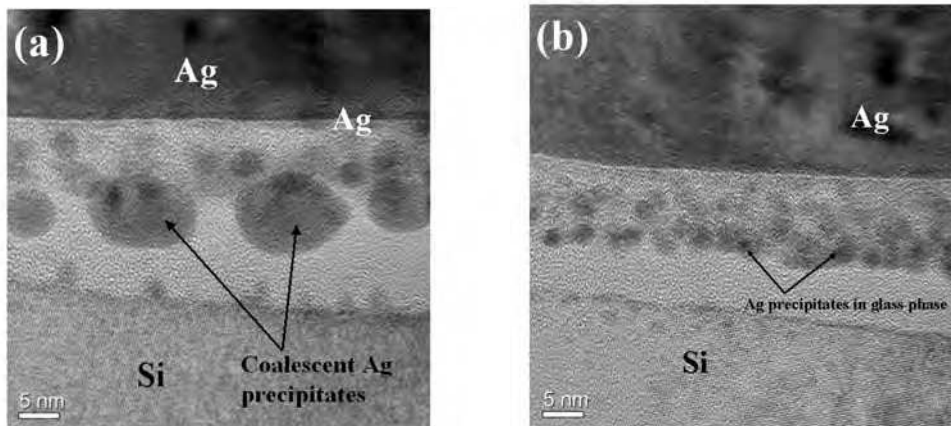 (a)
Ag
Ag
Coalescent Ag
precipitates
Si
5 nm
(b)
Ag
Ag precipitates in glass phase
Si
5 nm